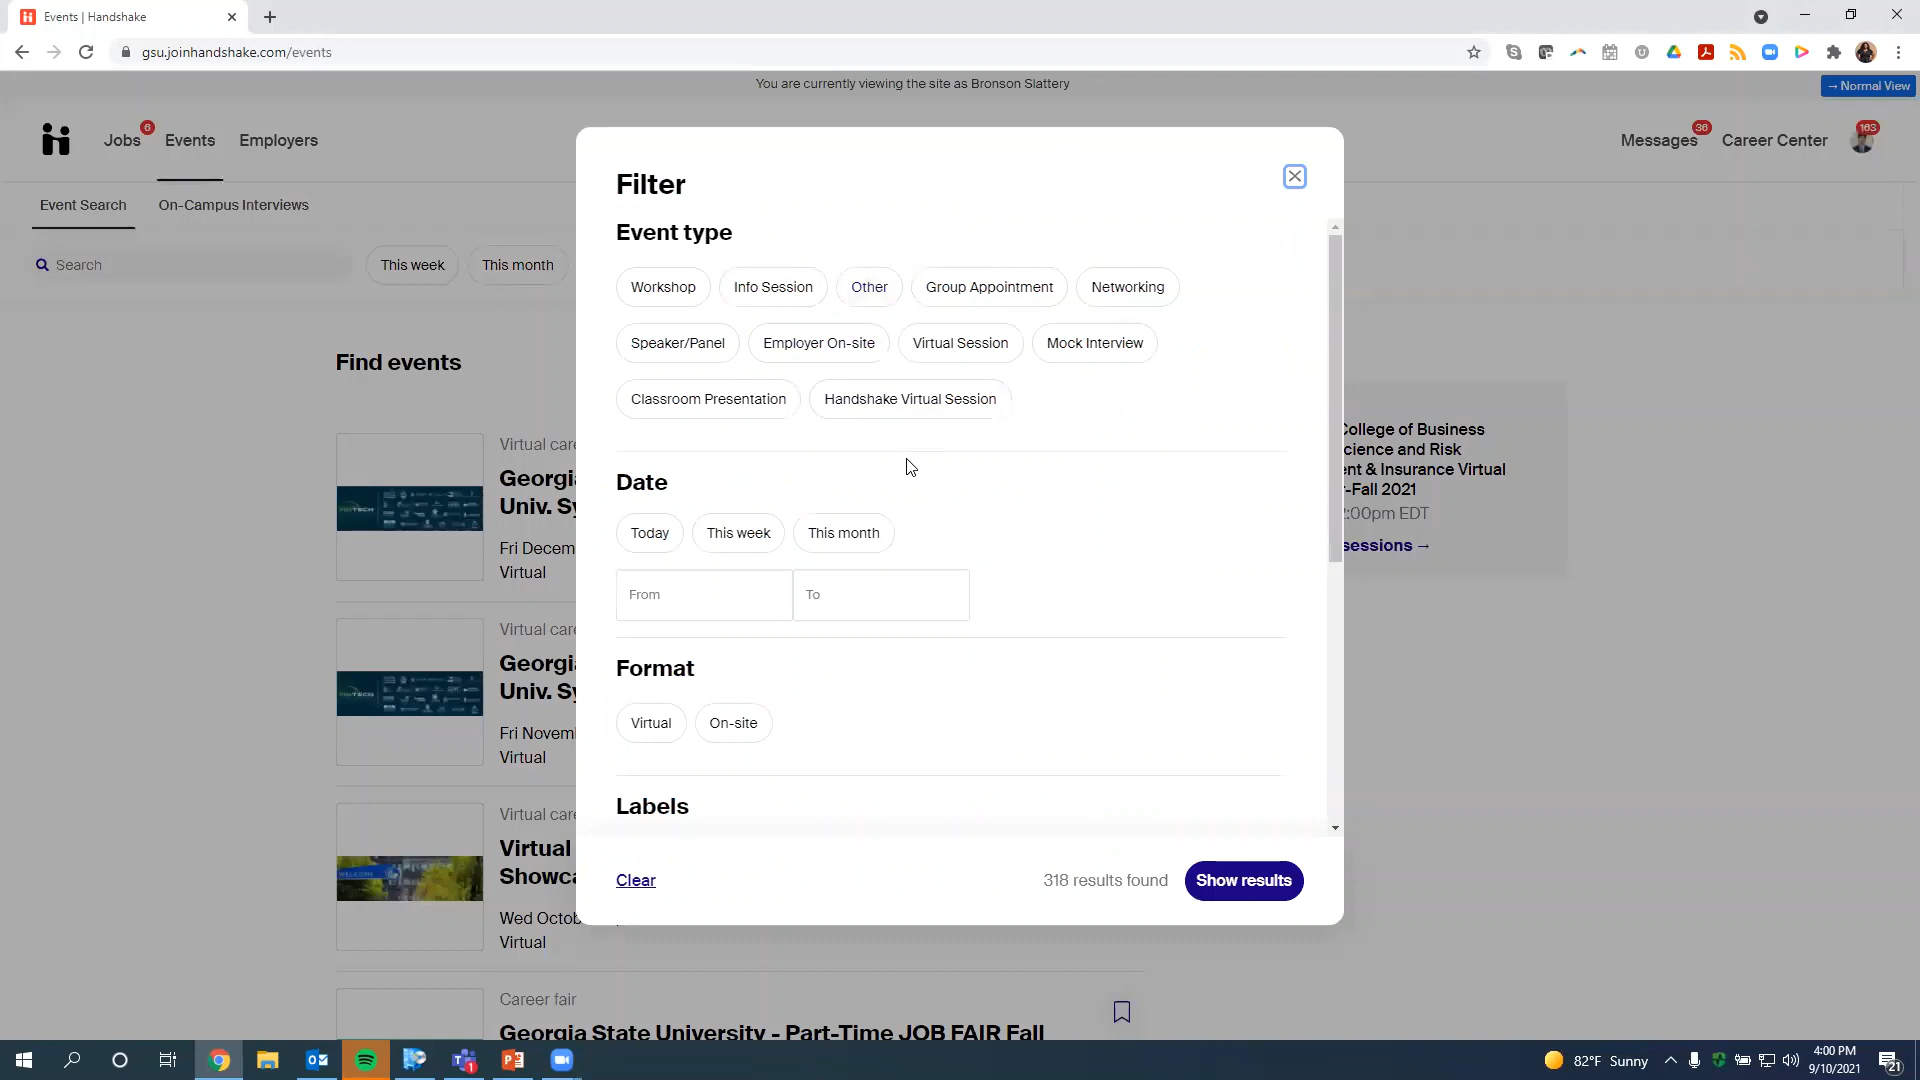 Events | Handshake
gsu.joinhandshake.com/events
You are currently viewing the site as Bronson Slattery
→ Normal View
Jobs 6 Events Employers
Messages 36 Career Center 163
Event Search On-Campus Interviews
Search This week This month
Find events
Virtual care
Georgia
Univ. Sy
Fri Decem
Virtual
Virtual care
Georgia
Univ. Sy
Fri Novem
Virtual
Virtual care
Virtual
Showca
Wed Octob
Virtual
Career fair
Georgia State University - Part-Time JOB FAIR Fall
College of Business
cience and Risk
nt & Insurance Virtual
-Fall 2021
2:00pm EDT
sessions →
Filter
Event type
Workshop Info Session Other Group Appointment Networking
Speaker/Panel Employer On-site Virtual Session Mock Interview
Classroom Presentation Handshake Virtual Session
Date
Today This week This month
From To
Format
Virtual On-site
Labels
Clear 318 results found Show results
82°F Sunny
4:00 PM
9/10/2021
21